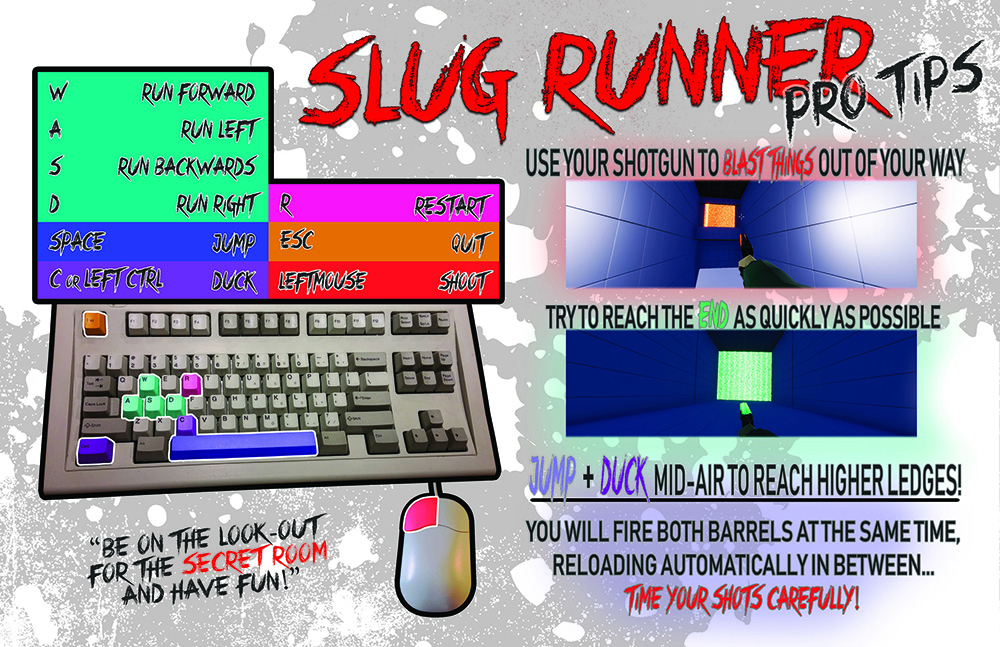 SLUG RUNNER
PRO TIPS
W RUN FORWARD
A RUN LEFT
S RUN BACKWARDS
D RUN RIGHT
R RESTART
SPACE JUMP
ESC QUIT
C OR LEFT CTRL DUCK
LEFTMOUSE SHOOT
USE YOUR SHOTGUN TO BLAST THINGS OUT OF YOUR WAY
TRY TO REACH THE END AS QUICKLY AS POSSIBLE
JUMP + DUCK MID-AIR TO REACH HIGHER LEDGES!
YOU WILL FIRE BOTH BARRELS AT THE SAME TIME,
RELOADING AUTOMATICALLY IN BETWEEN...
TIME YOUR SHOTS CAREFULLY!
Q W E R T Y U I O P
A S D F G H J K L
Z X C V B N M
"BE ON THE LOOK-OUT
FOR THE SECRET ROOM
AND HAVE FUN!"